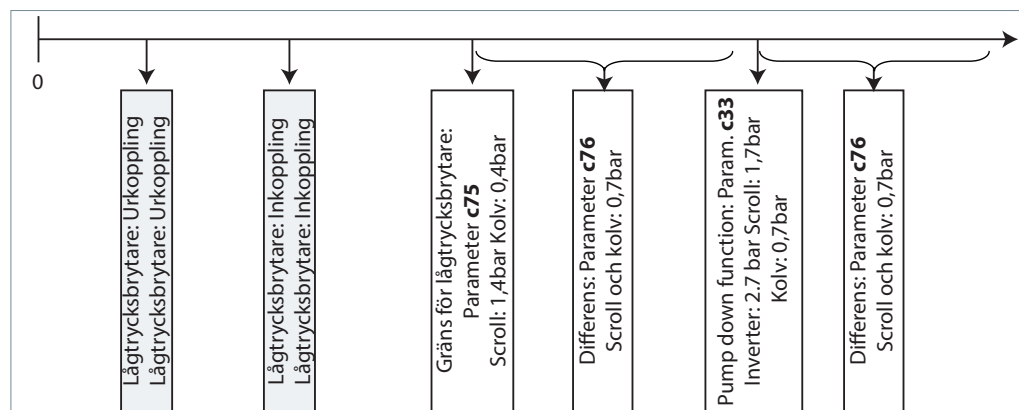 0
Lågtrycksbrytare: Urkoppling
Lågtrycksbrytare: Urkoppling
Lågtrycksbrytare: Inkoppling
Lågtrycksbrytare: Inkoppling
Gräns för lågtrycksbrytare:
Parameter c75
Scroll: 1,4bar Kolv: 0,4bar
Differens: Parameter c76
Scroll och kolv: 0,7bar
Pump down function: Param. c33
Inverter: 2.7 bar Scroll: 1,7bar
Kolv: 0,7bar
Differens: Parameter c76
Scroll och kolv: 0,7bar